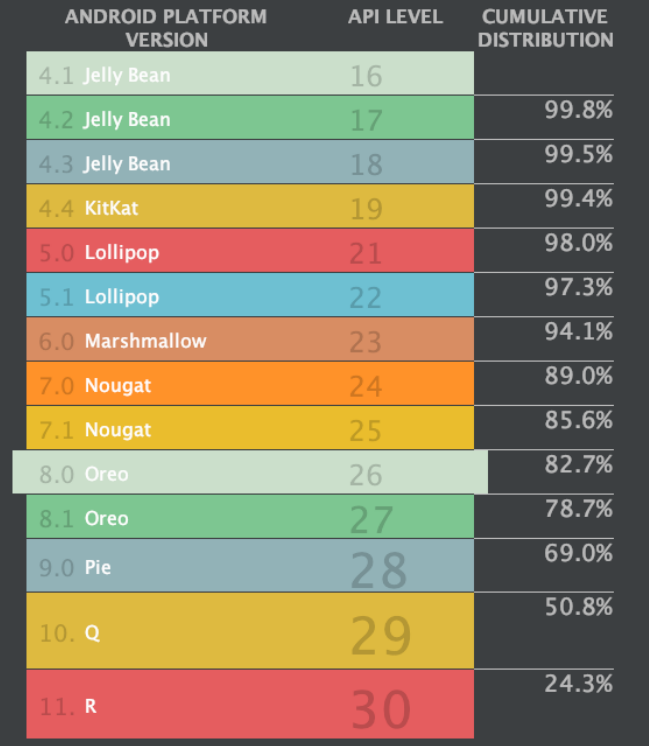 ANDROID PLATFORM VERSION API LEVEL CUMULATIVE DISTRIBUTION
4.1 Jelly Bean 16
4.2 Jelly Bean 17 99.8%
4.3 Jelly Bean 18 99.5%
4.4 KitKat 19 99.4%
5.0 Lollipop 21 98.0%
5.1 Lollipop 22 97.3%
6.0 Marshmallow 23 94.1%
7.0 Nougat 24 89.0%
7.1 Nougat 25 85.6%
8.0 Oreo 26 82.7%
8.1 Oreo 27 78.7%
9.0 Pie 28 69.0%
10. Q 29 50.8%
11. R 30 24.3%